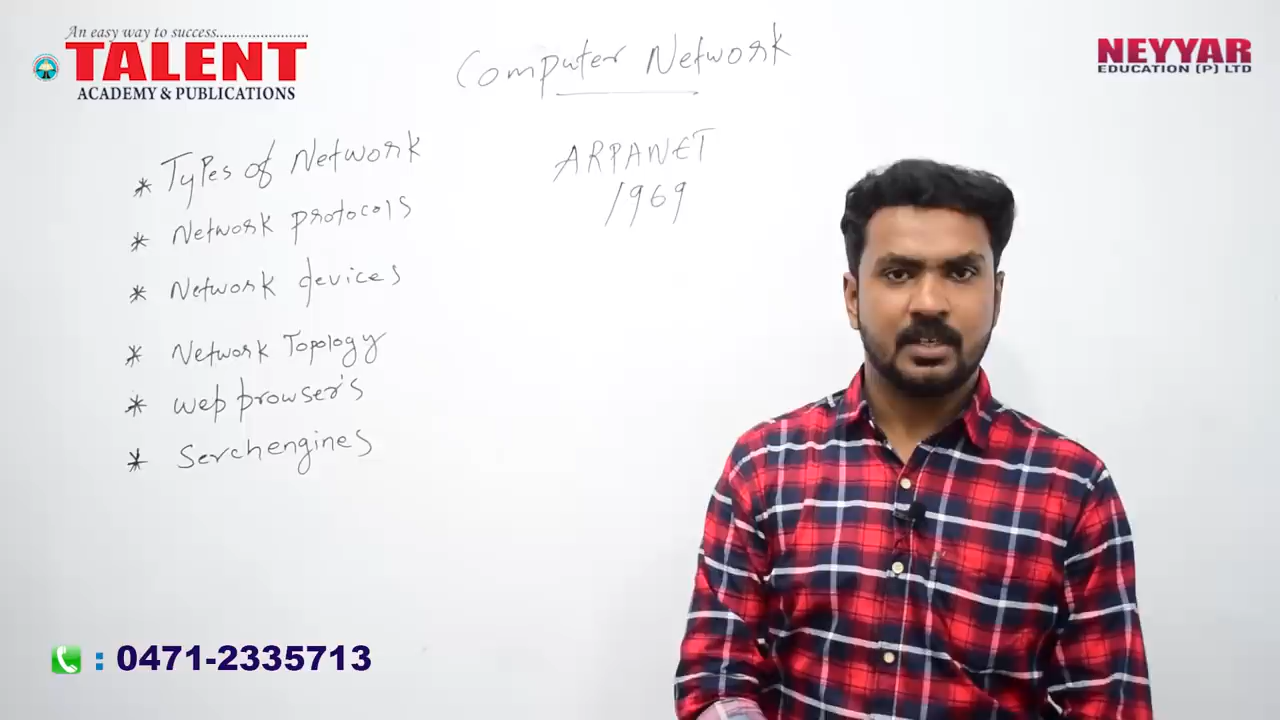 An easy way to success......................
TALENT
ACADEMY & PUBLICATIONS
NEYYAR
EDUCATION (P) LTD
Computer Network
ARPANET
1969
* Types of Network
* Network protocols
* Network devices
* Network Topology
* web browser's
* Serchengines
: 0471-2335713